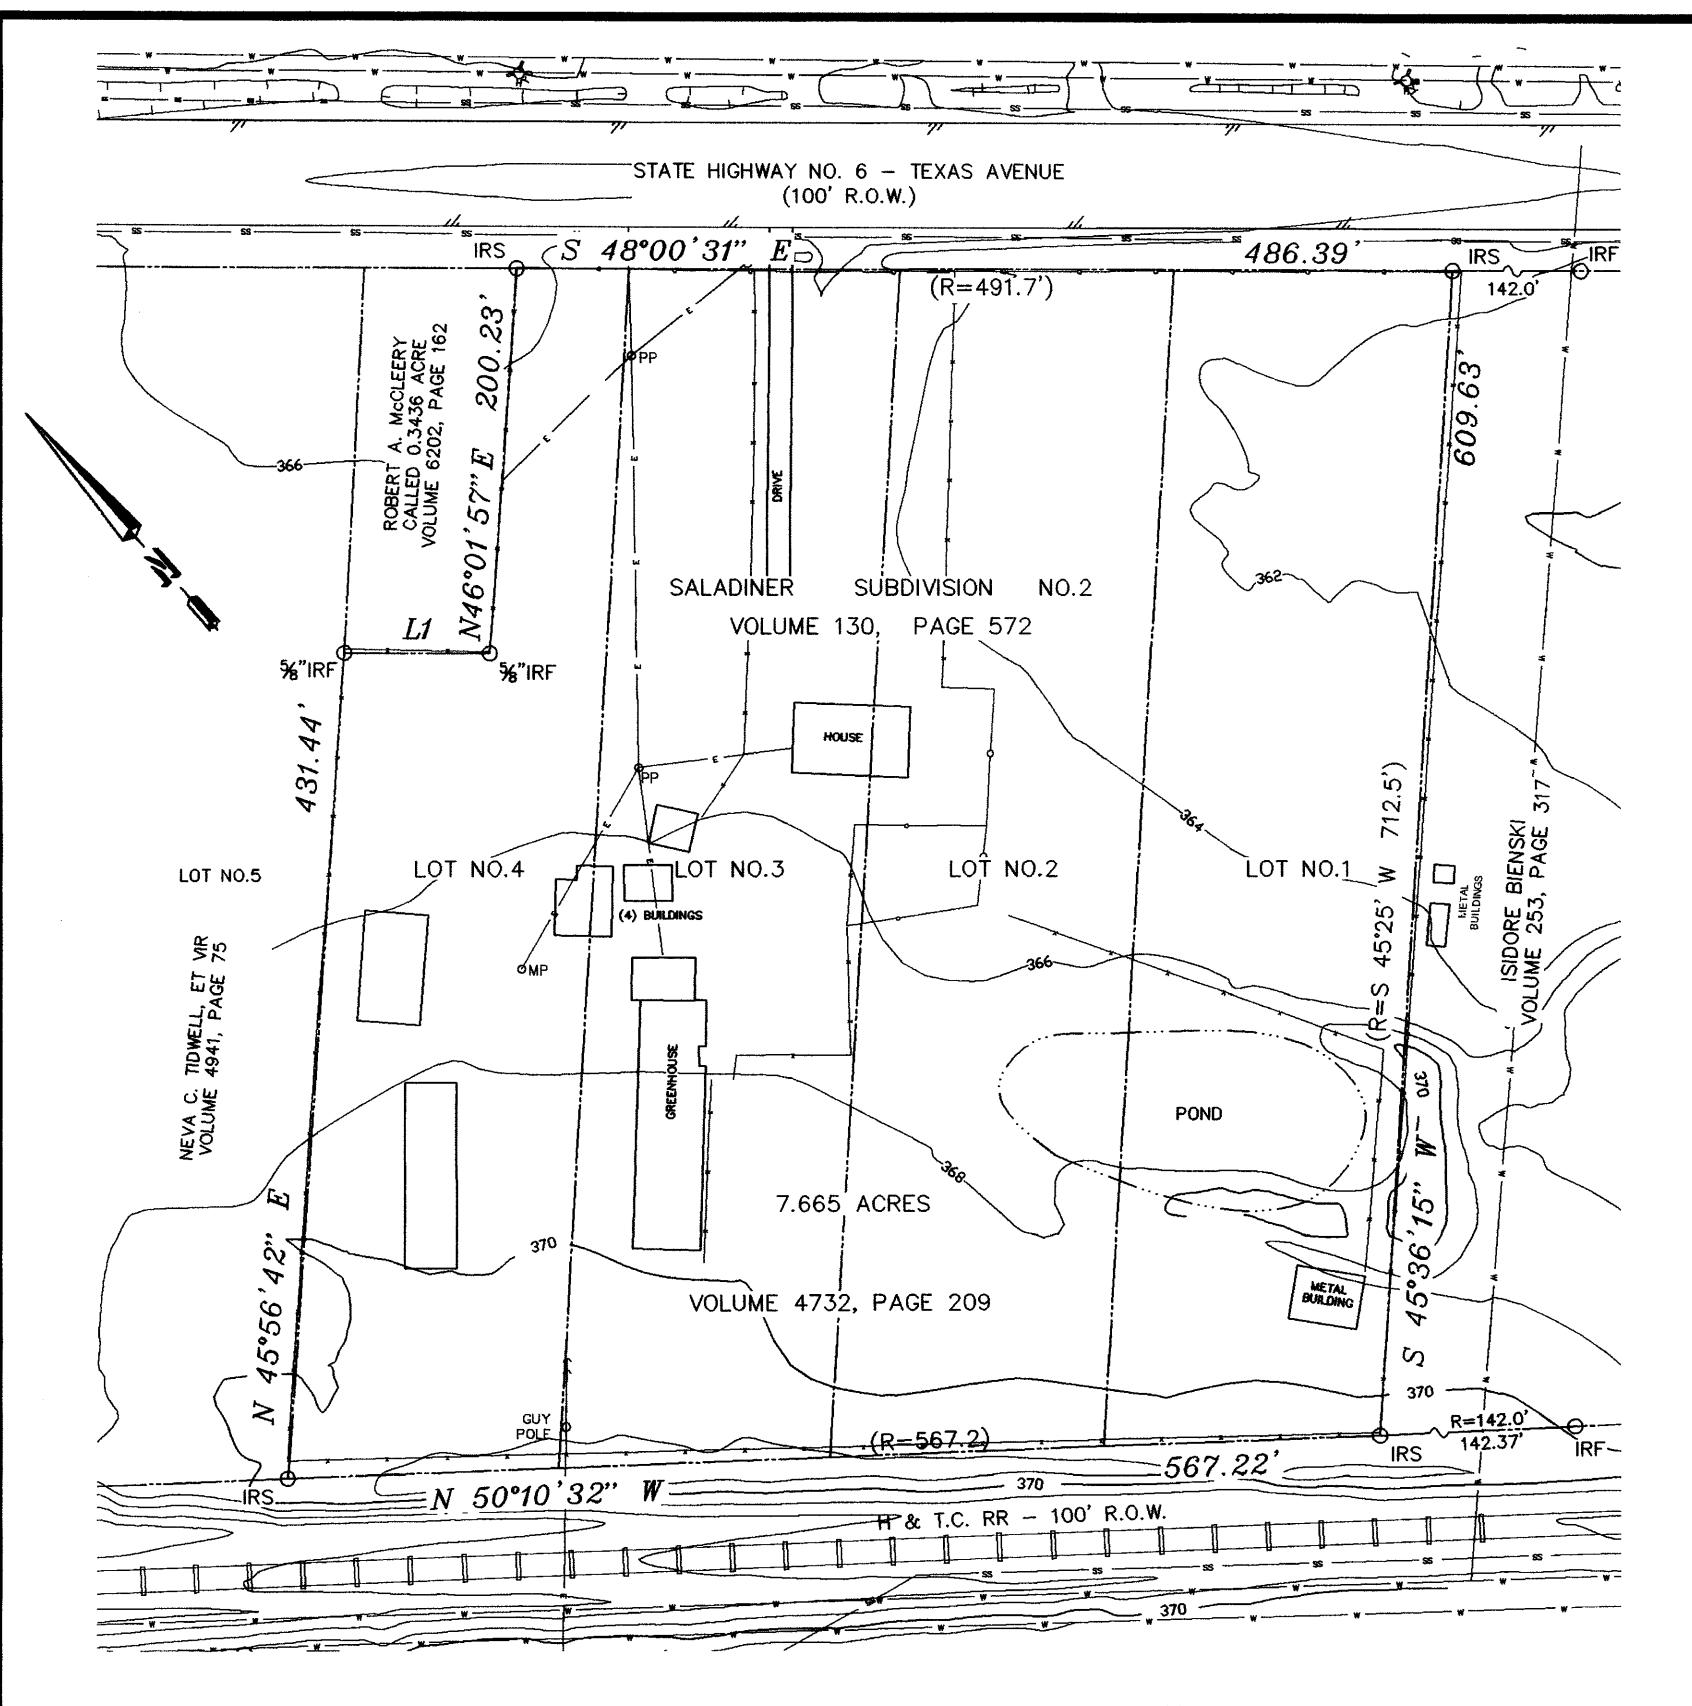 STATE HIGHWAY NO. 6 – TEXAS AVENUE
(100' R.O.W.)
IRS
S 48°00'31" E
486.39'
IRS
IRF
(R=491.7')
142.0'
ROBERT A. McCLEERY
CALLED 0.3436 ACRE
VOLUME 6202, PAGE 162
N46°01'57"E 200.23'
PP
609.63'
366
DRIVE
N
362
SALADINER SUBDIVISION NO.2
VOLUME 130, PAGE 572
L1
⅝"IRF
⅝"IRF
431.44'
HOUSE
PP
364
(R=S 45°25' W 712.5')
ISIDORE BIENSKI
VOLUME 253, PAGE 317
LOT NO.5
LOT NO.4
LOT NO.3
LOT NO.2
LOT NO.1
METAL
BUILDINGS
(4) BUILDINGS
MP
366
NEVA C. TIDWELL, ET VIR
VOLUME 4941, PAGE 75
GREENHOUSE
POND
370
368
7.665 ACRES
N 45°56'42" E
S 45°36'15" W
370
VOLUME 4732, PAGE 209
METAL
BUILDING
370
GUY
POLE
(R=567.2)
R=142.0'
142.37'
IRS
IRF
567.22'
IRS
N 50°10'32" W
370
H & T.C. RR – 100' R.O.W.
370